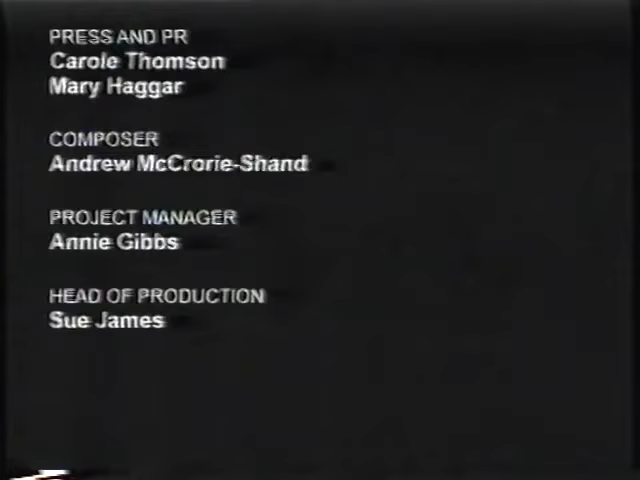 PRESS AND PR
Carole Thomson
Mary Haggar
COMPOSER
Andrew McCrorie-Shand
PROJECT MANAGER
Annie Gibbs
HEAD OF PRODUCTION
Sue James